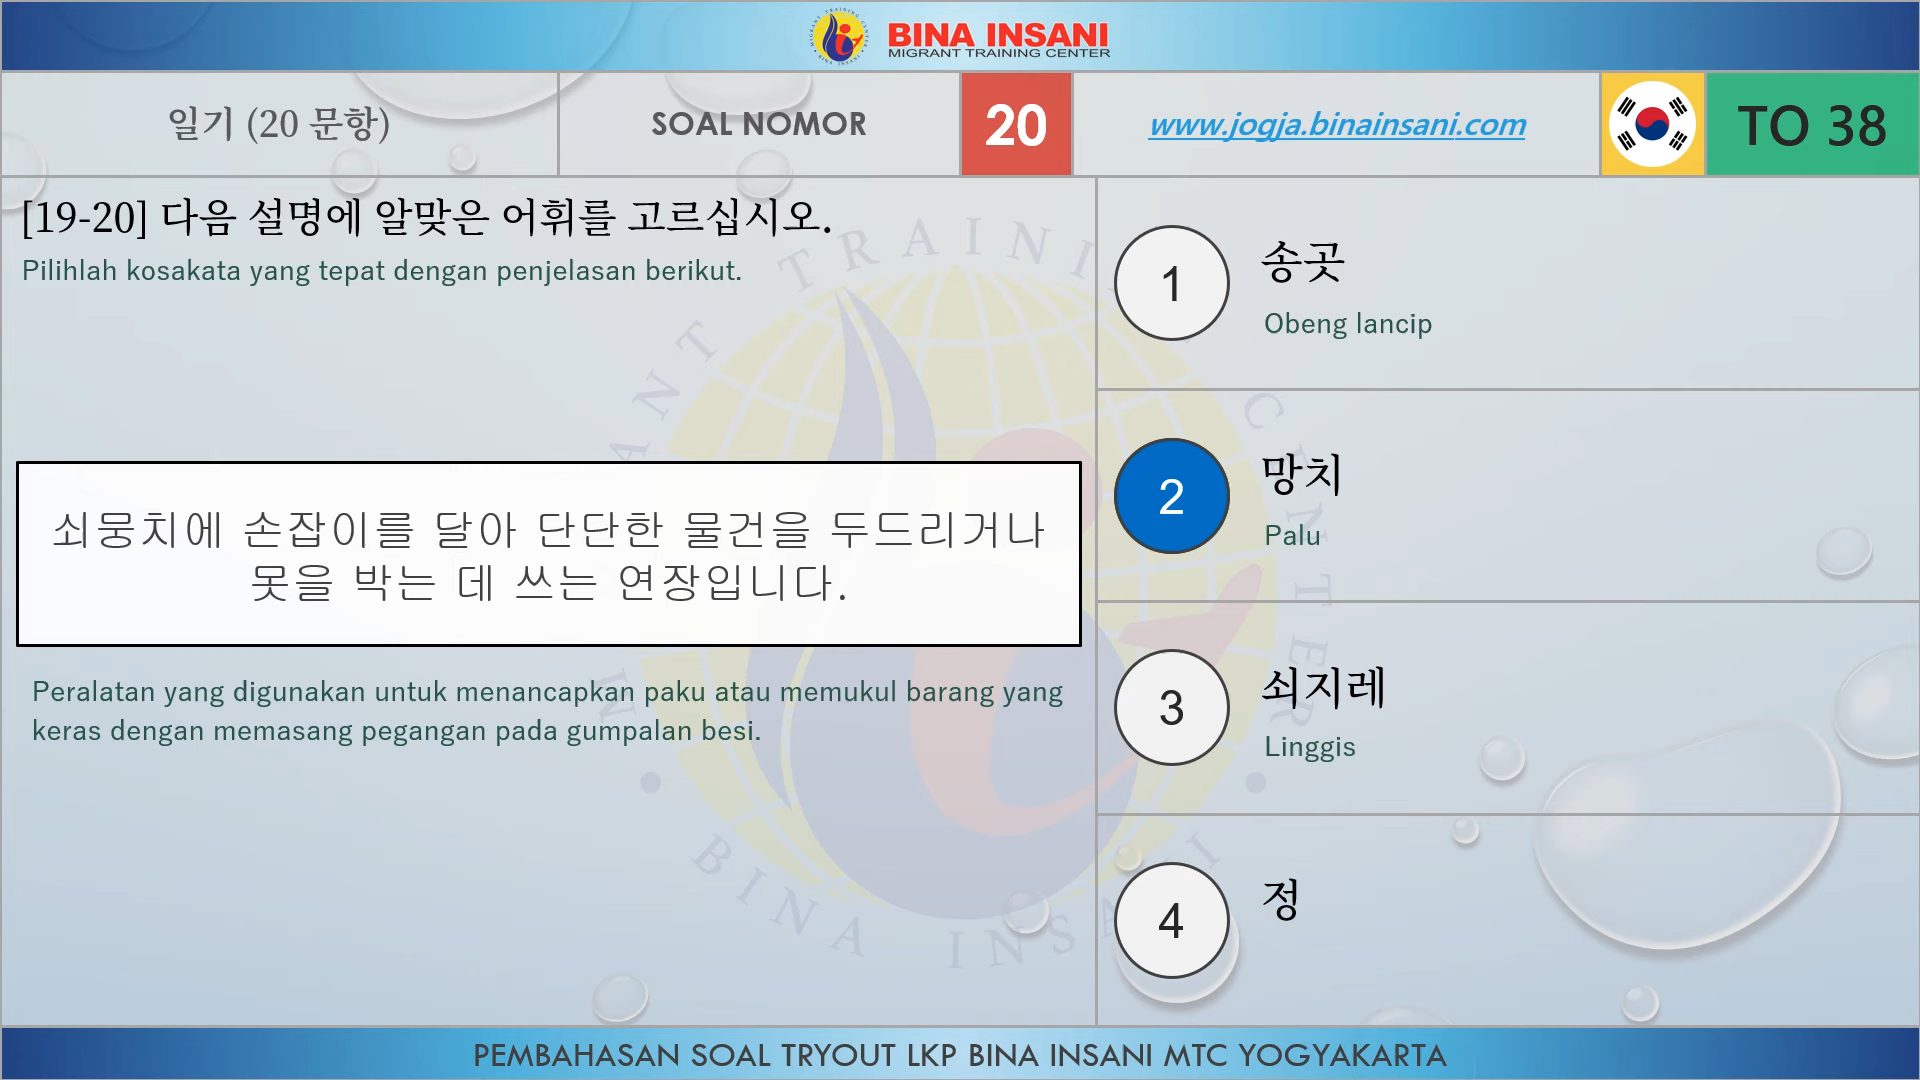 BINA INSANI
MIGRANT TRAINING CENTER
일기 (20 문항)
SOAL NOMOR
20
www.jogja.binainsani.com
TO 38
[19-20] 다음 설명에 알맞은 어휘를 고르십시오.
Pilihlah kosakata yang tepat dengan penjelasan berikut.
쇠뭉치에 손잡이를 달아 단단한 물건을 두드리거나
못을 박는 데 쓰는 연장입니다.
Peralatan yang digunakan untuk menancapkan paku atau memukul barang yang
keras dengan memasang pegangan pada gumpalan besi.
1
송곳
Obeng lancip
2
망치
Palu
3
쇠지레
Linggis
4
정
MIGRANT TRAINING CENTER
BINA INSANI
PEMBAHASAN SOAL TRYOUT LKP BINA INSANI MTC YOGYAKARTA